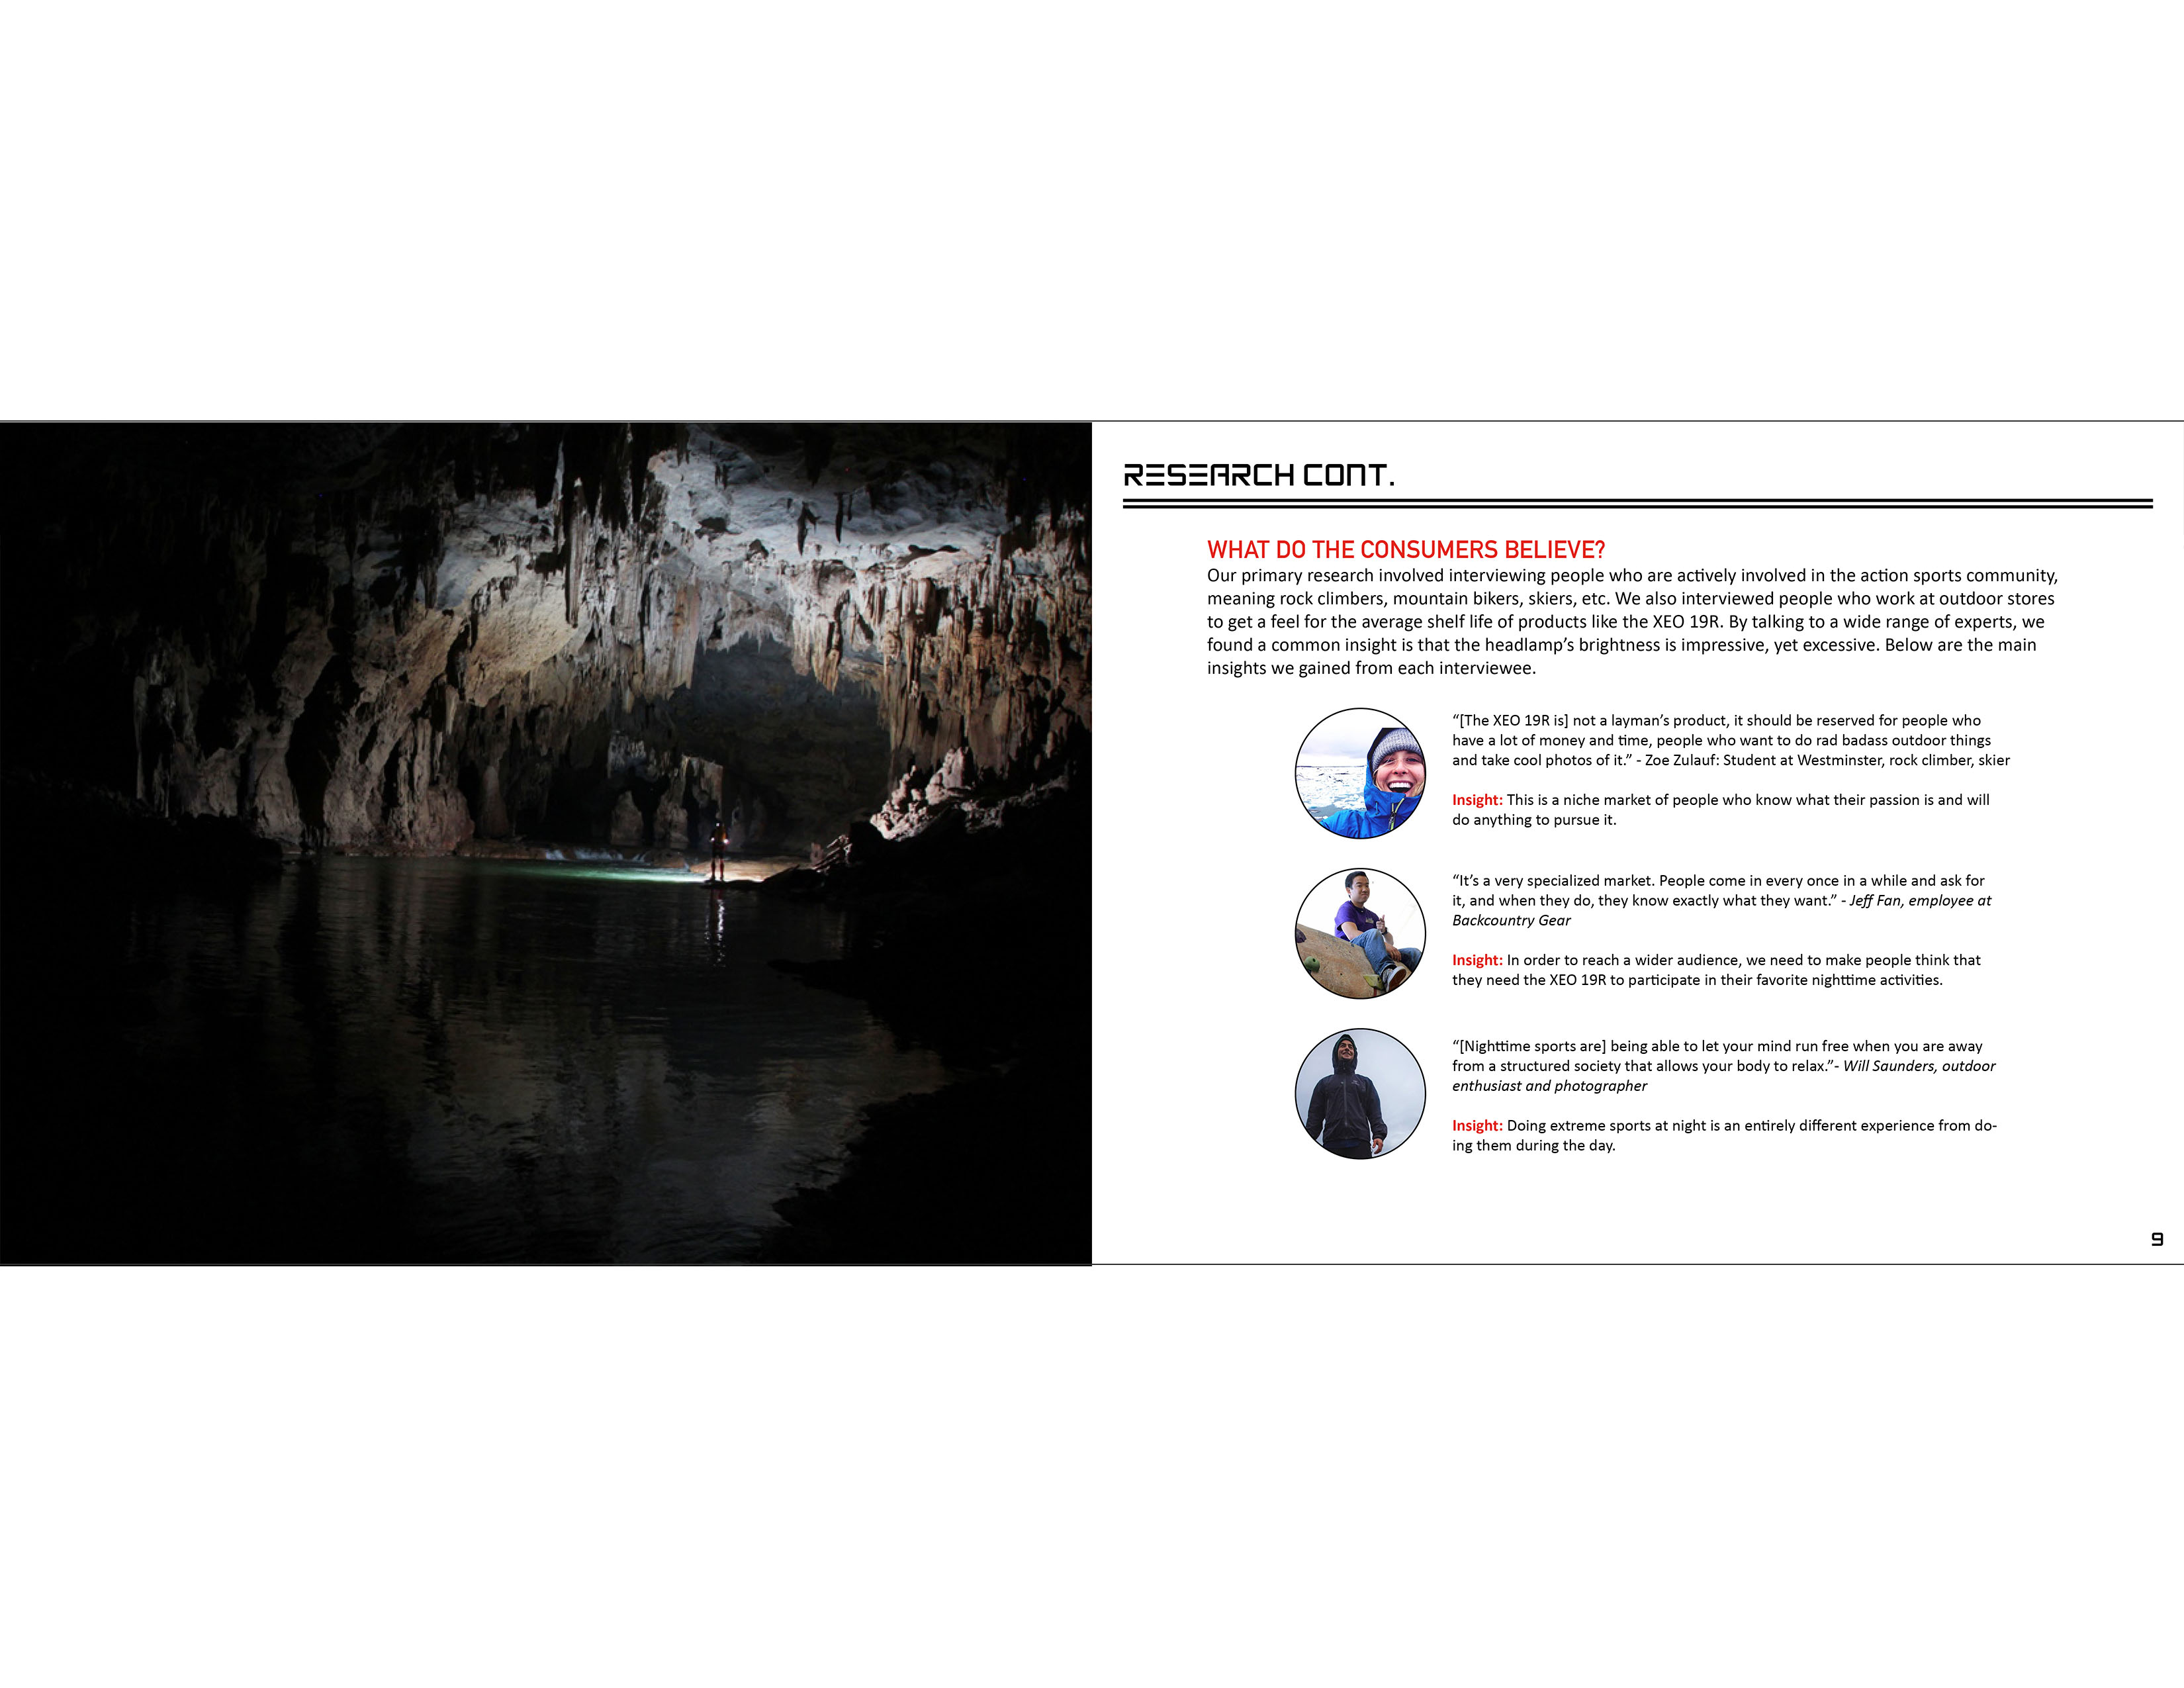 RESEARCH CONT.
WHAT DO THE CONSUMERS BELIEVE?
Our primary research involved interviewing people who are actively involved in the action sports community,
meaning rock climbers, mountain bikers, skiers, etc. We also interviewed people who work at outdoor stores
to get a feel for the average shelf life of products like the XEO 19R. By talking to a wide range of experts, we
found a common insight is that the headlamp’s brightness is impressive, yet excessive. Below are the main
insights we gained from each interviewee.
“[The XEO 19R is] not a layman’s product, it should be reserved for people who
have a lot of money and time, people who want to do rad badass outdoor things
and take cool photos of it.” - Zoe Zulauf: Student at Westminster, rock climber, skier
Insight: This is a niche market of people who know what their passion is and will
do anything to pursue it.
“It’s a very specialized market. People come in every once in a while and ask for
it, and when they do, they know exactly what they want.” - Jeff Fan, employee at
Backcountry Gear
Insight: In order to reach a wider audience, we need to make people think that
they need the XEO 19R to participate in their favorite nighttime activities.
“[Nighttime sports are] being able to let your mind run free when you are away
from a structured society that allows your body to relax.”- Will Saunders, outdoor
enthusiast and photographer
Insight: Doing extreme sports at night is an entirely different experience from do-
ing them during the day.
9